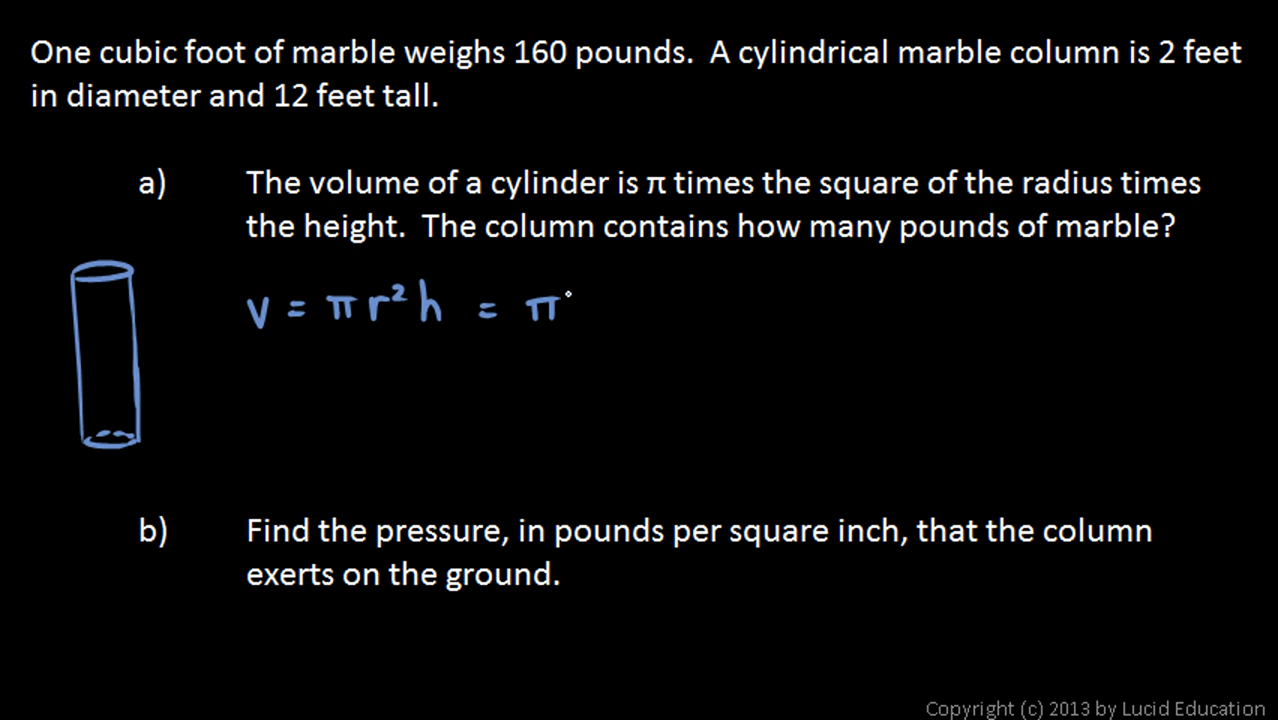 One cubic foot of marble weighs 160 pounds.  A cylindrical marble column is 2 feet
in diameter and 12 feet tall.
a) The volume of a cylinder is π times the square of the radius times
the height.  The column contains how many pounds of marble?
V = πr²h = π
b) Find the pressure, in pounds per square inch, that the column
exerts on the ground.
Copyright (c) 2013 by Lucid Education